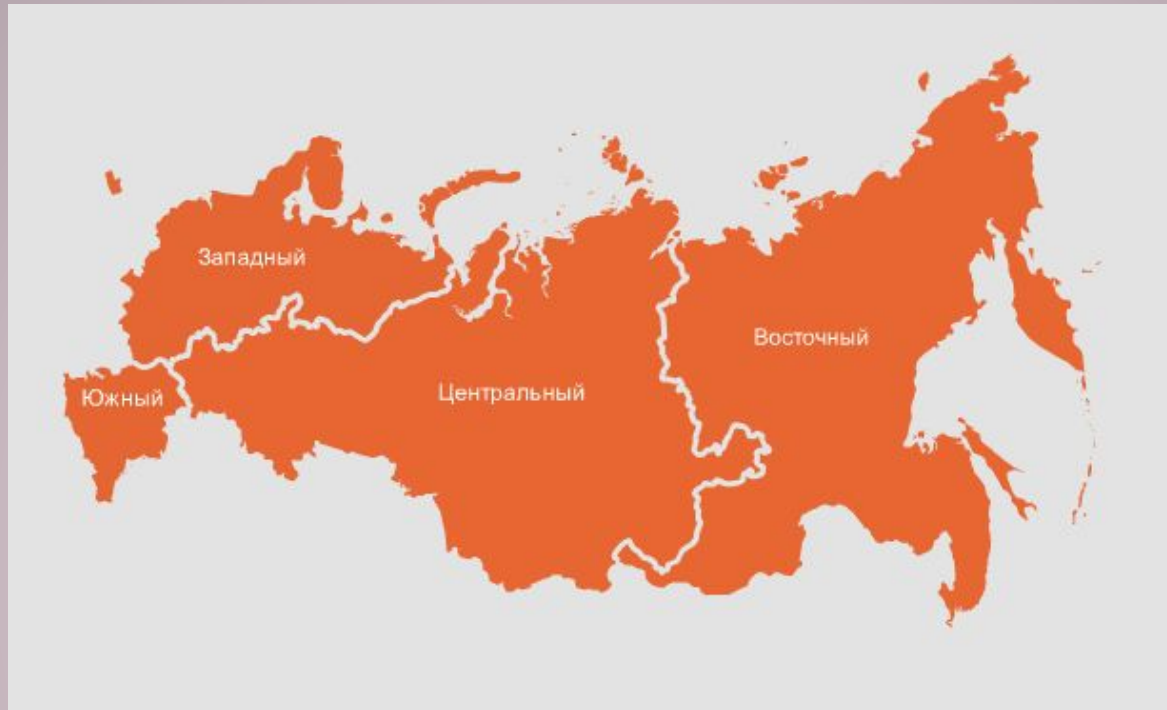 Западный
Восточный
Южный
Центральный